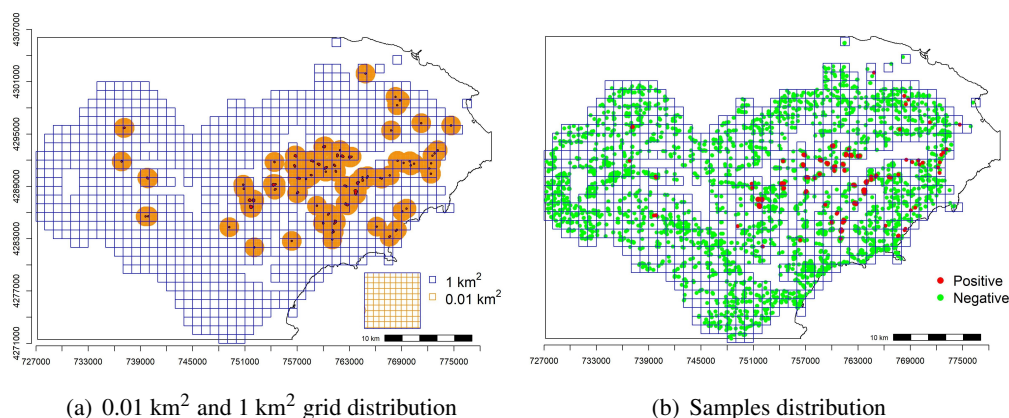 4307000
4301000
4295000
4289000
4283000
4277000
4271000
1 km²
0.01 km²
10 km
727000 733000 739000 745000 751000 757000 763000 769000 775000
Positive
Negative
10 km
727000 733000 739000 745000 751000 757000 763000 769000 775000
(a) 0.01 km² and 1 km² grid distribution
(b) Samples distribution